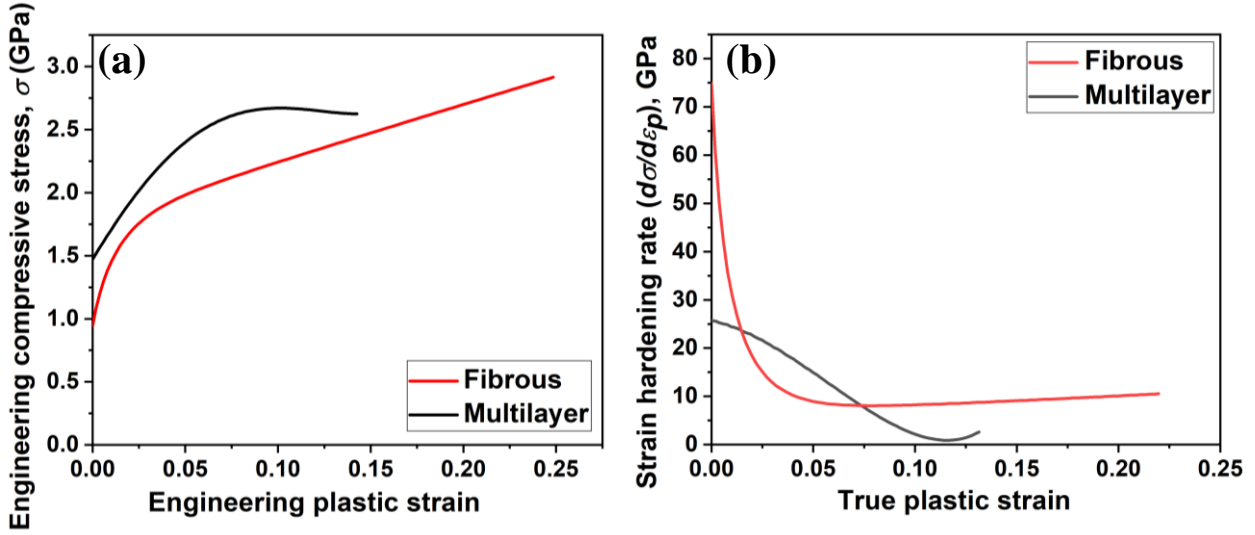 (a)
Engineering compressive stress, σ (GPa)
3.0
2.5
2.0
1.5
1.0
0.5
0.0
0.00 0.05 0.10 0.15 0.20 0.25
Engineering plastic strain
Fibrous
Multilayer
(b)
Strain hardening rate (dσ/dεp), GPa
80
70
60
50
40
30
20
10
0
0.00 0.05 0.10 0.15 0.20 0.25
True plastic strain
Fibrous
Multilayer